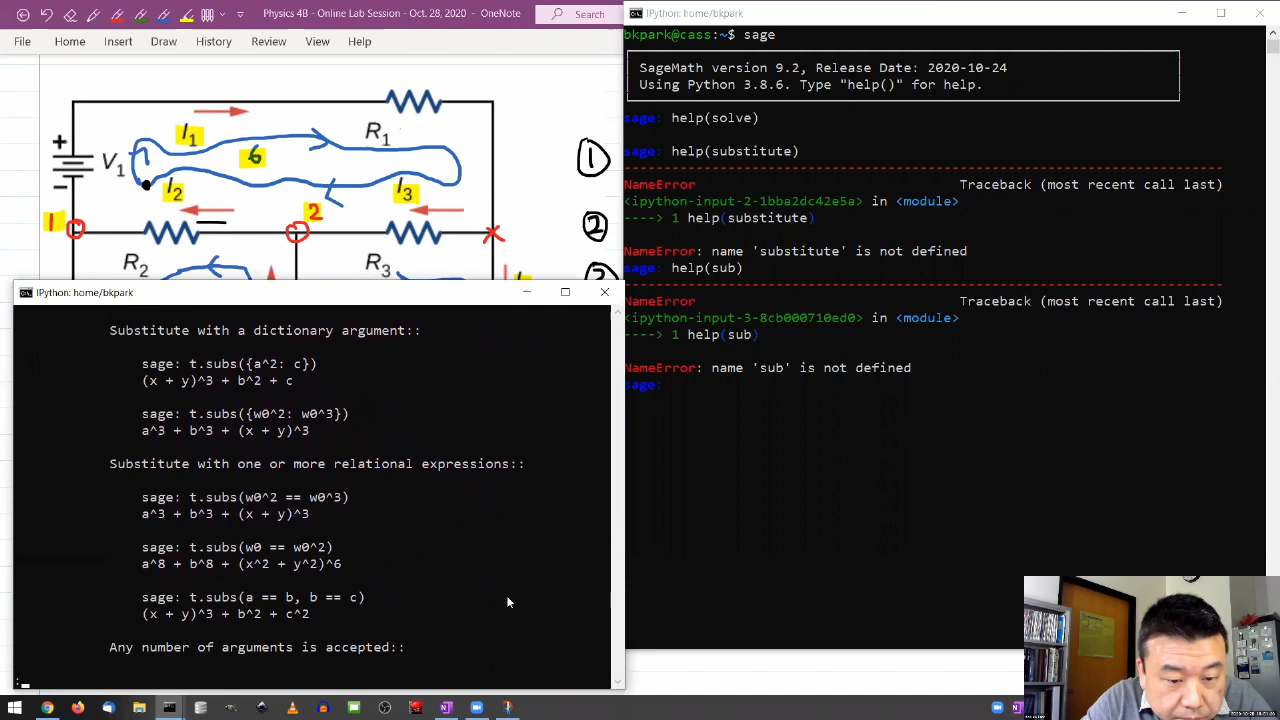 Physics 4B - Online Lab Session - Oct. 28, 2020 - OneNote
Search
File Home Insert Draw History Review View Help
+
V1
−
I1
6
R1
I2
I3
1
2
R2
R3
①
②
IPython: home/bkpark
bkpark@cass:~$ sage
SageMath version 9.2, Release Date: 2020-10-24
Using Python 3.8.6. Type "help()" for help.
sage: help(solve)
sage: help(substitute)
NameError Traceback (most recent call last)
<ipython-input-2-1bba2dc42e5a> in <module>
----> 1 help(substitute)
NameError: name 'substitute' is not defined
sage: help(sub)
NameError Traceback (most recent call last)
<ipython-input-3-8cb000710ed0> in <module>
----> 1 help(sub)
NameError: name 'sub' is not defined
sage:
IPython: home/bkpark
Substitute with a dictionary argument::
sage: t.subs({a^2: c})
(x + y)^3 + b^2 + c
sage: t.subs({w0^2: w0^3})
a^3 + b^3 + (x + y)^3
Substitute with one or more relational expressions::
sage: t.subs(w0^2 == w0^3)
a^3 + b^3 + (x + y)^3
sage: t.subs(w0 == w0^2)
a^8 + b^8 + (x^2 + y^2)^6
sage: t.subs(a == b, b == c)
(x + y)^3 + b^2 + c^2
Any number of arguments is accepted::
: